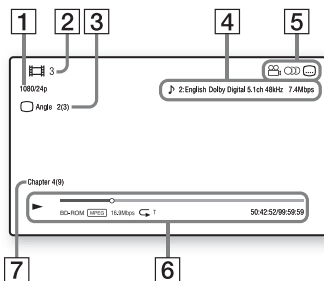 1 2 3 4 5
3
1080/24p
2:English Dolby Digital 5.1ch 48kHz 7.4Mbps
Angle 2(3)
Chapter 4(9)
BD-ROM MPEG 16.9Mbps 1 50:42:52/99:59:59
7 6